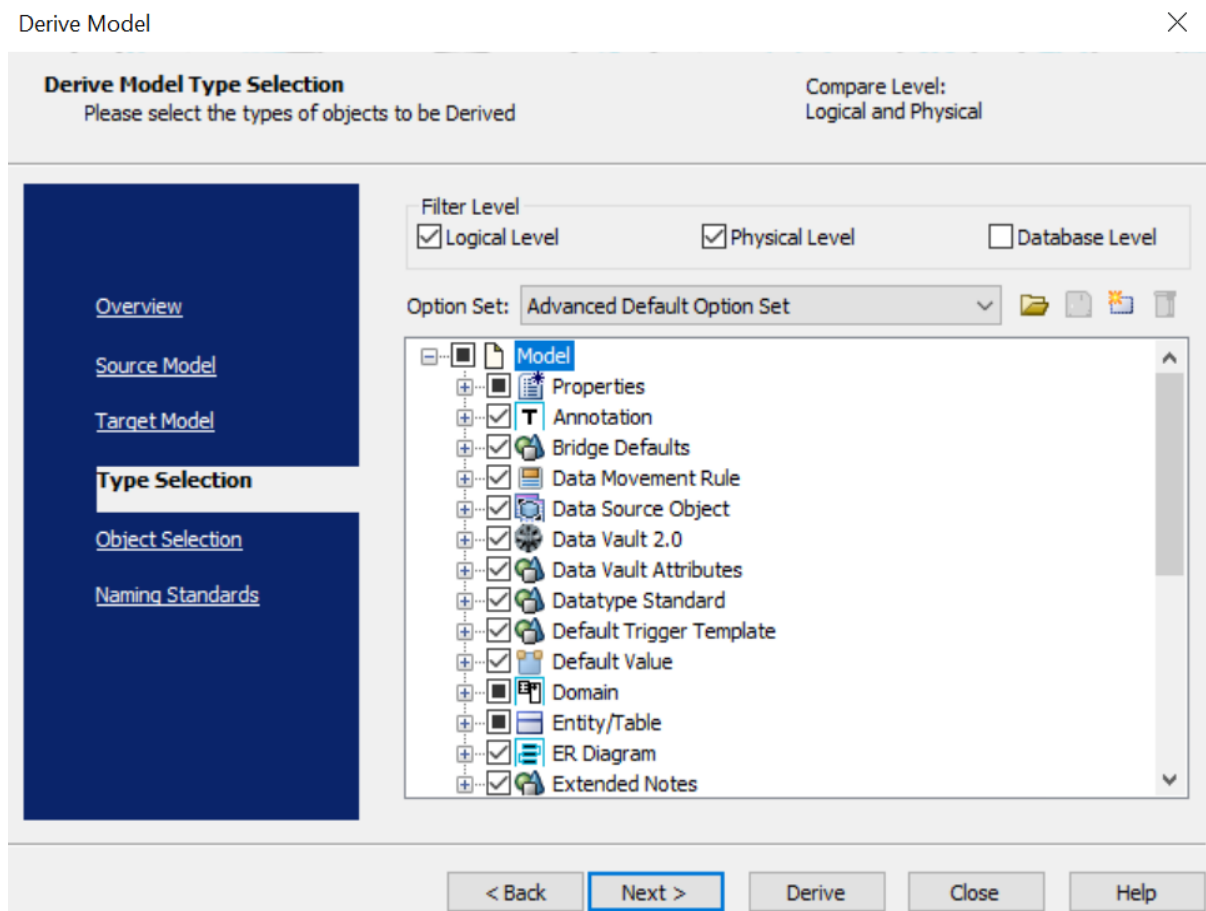 Derive Model
Derive Model Type Selection
Please select the types of objects to be Derived
Compare Level:
Logical and Physical
Overview
Source Model
Target Model
Type Selection
Object Selection
Naming Standards
Filter Level
Logical Level
Physical Level
Database Level
Option Set: Advanced Default Option Set
Model
Properties
Annotation
Bridge Defaults
Data Movement Rule
Data Source Object
Data Vault 2.0
Data Vault Attributes
Datatype Standard
Default Trigger Template
Default Value
Domain
Entity/Table
ER Diagram
Extended Notes
< Back
Next >
Derive
Close
Help